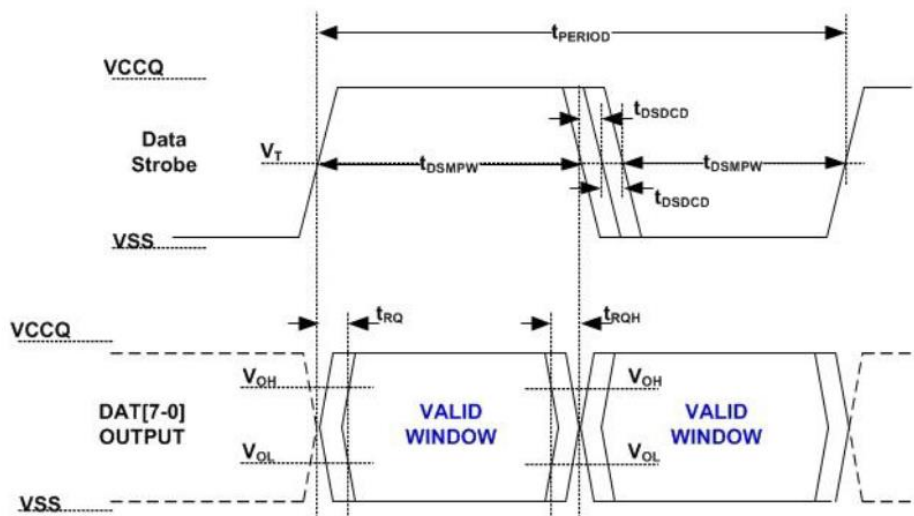 tPERIOD
VCCQ
tDSDCD
Data
Strobe
VT
tDSMPW
tDSMPW
tDSDCD
VSS
tRQ
tRQH
VCCQ
VOH
VOH
DAT[7-0]
OUTPUT
VALID
WINDOW
VALID
WINDOW
VOL
VOL
VSS